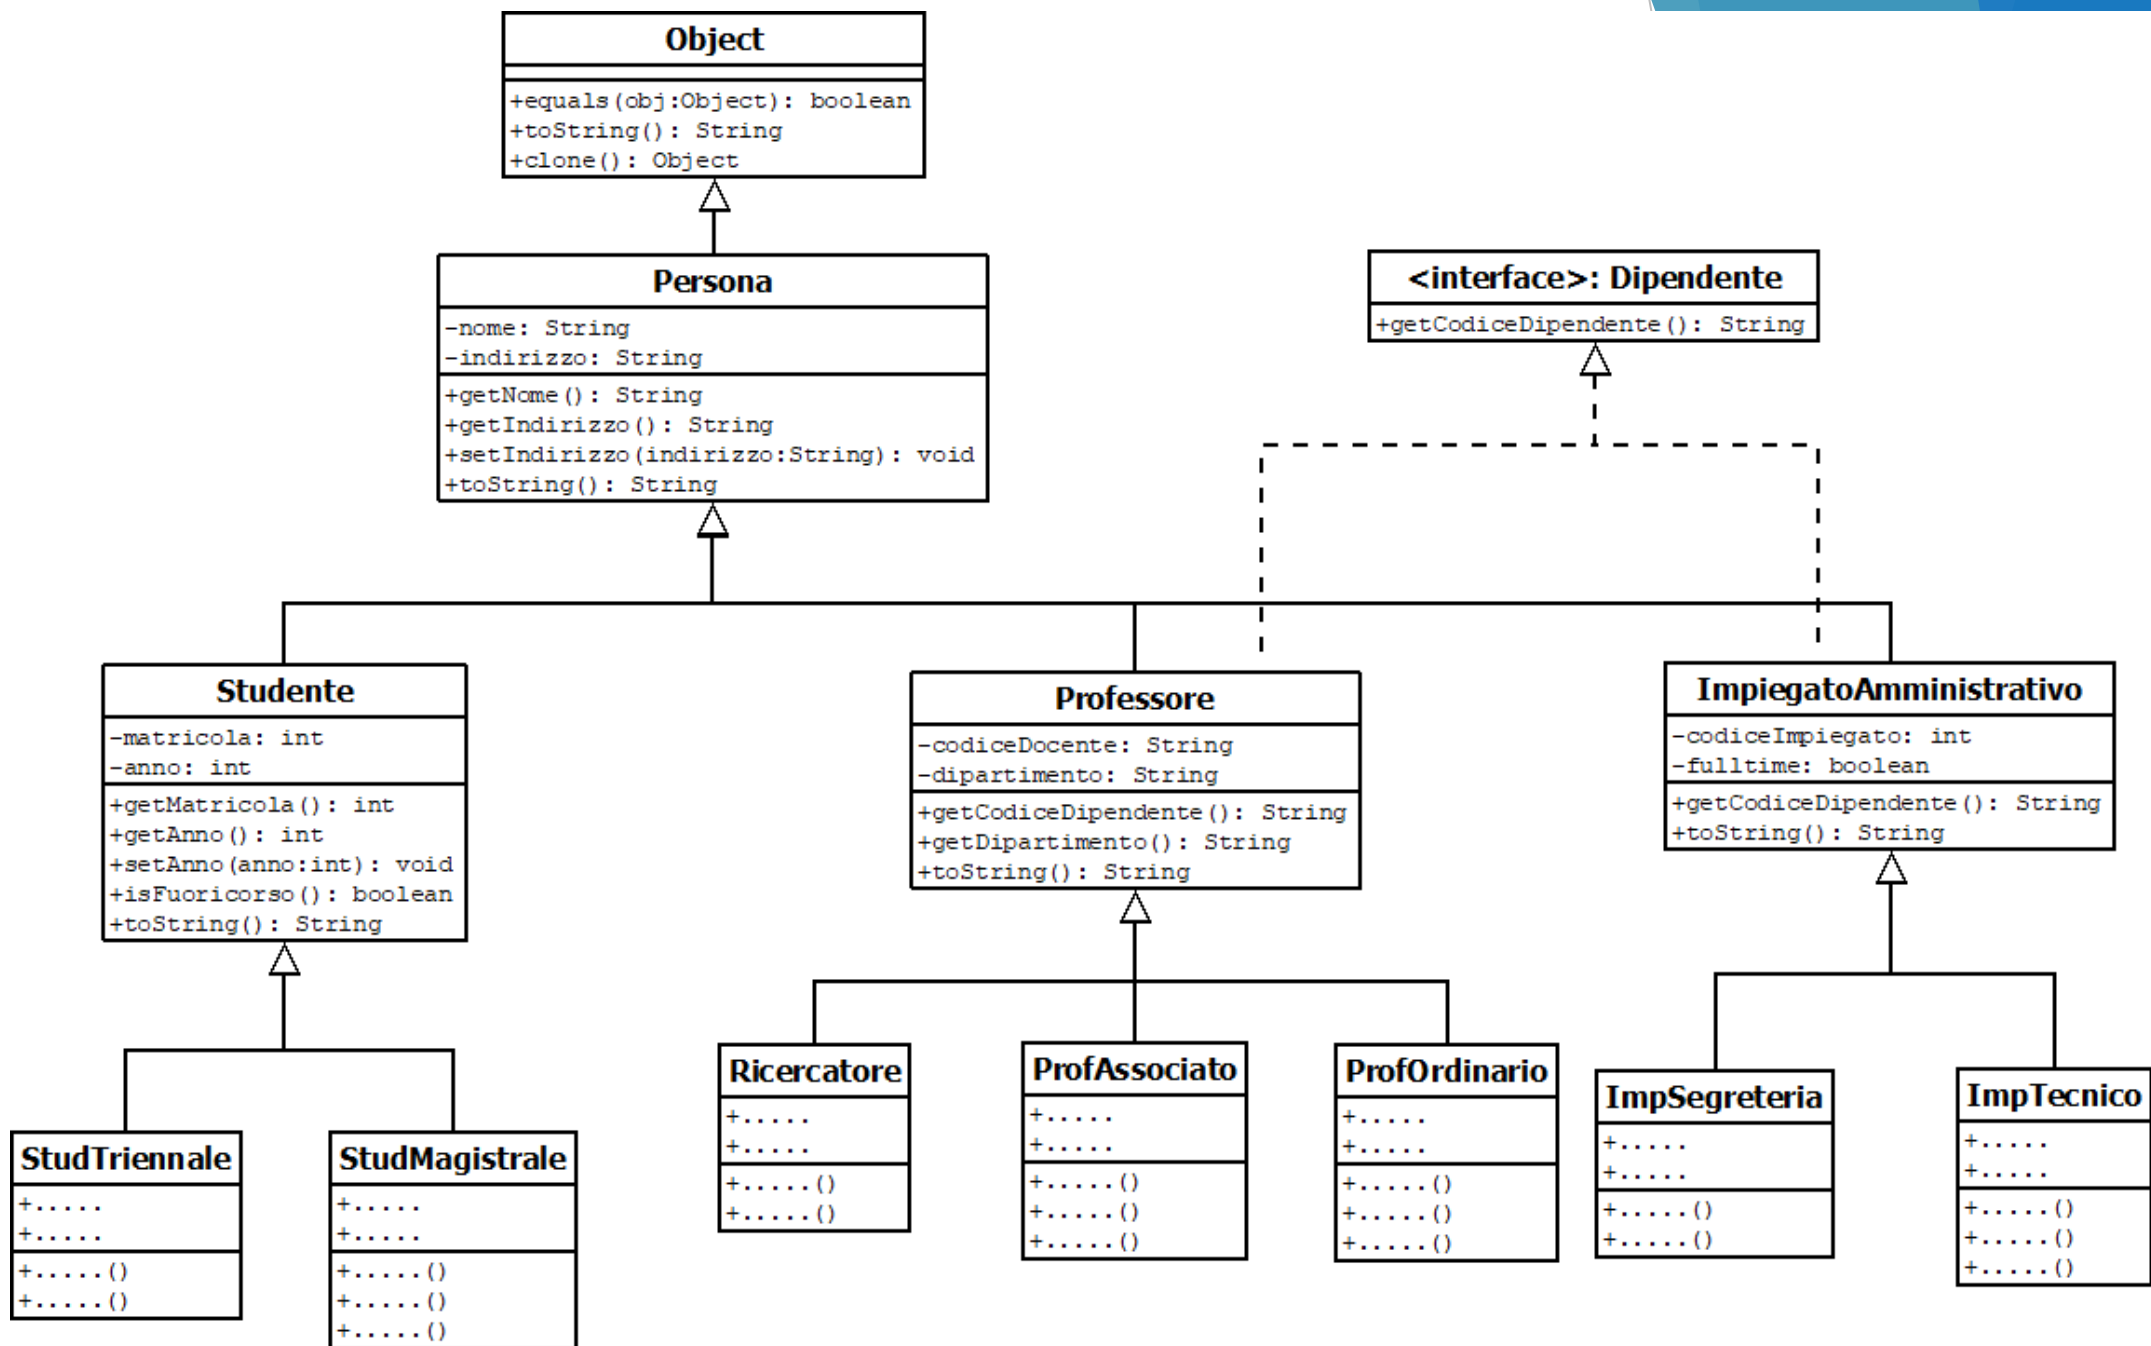 Object
+equals(obj:Object): boolean
+toString(): String
+clone(): Object
Persona
-nome: String
-indirizzo: String
+getNome(): String
+getIndirizzo(): String
+setIndirizzo(indirizzo:String): void
+toString(): String
<interface>: Dipendente
+getCodiceDipendente(): String
Studente
-matricola: int
-anno: int
+getMatricola(): int
+getAnno(): int
+setAnno(anno:int): void
+isFuoricorso(): boolean
+toString(): String
Professore
-codiceDocente: String
-dipartimento: String
+getCodiceDipendente(): String
+getDipartimento(): String
+toString(): String
ImpiegatoAmministrativo
-codiceImpiegato: int
-fulltime: boolean
+getCodiceDipendente(): String
+toString(): String
StudTriennale
+.....
+.....
+.....()
+.....()
StudMagistrale
+.....
+.....
+.....()
+.....()
+.....()
Ricercatore
+.....
+.....
+.....()
+.....()
ProfAssociato
+.....
+.....
+.....()
+.....()
+.....()
ProfOrdinario
+.....
+.....
+.....()
+.....()
+.....()
ImpSegreteria
+.....
+.....
+.....()
+.....()
ImpTecnico
+.....
+.....
+.....()
+.....()
+.....()